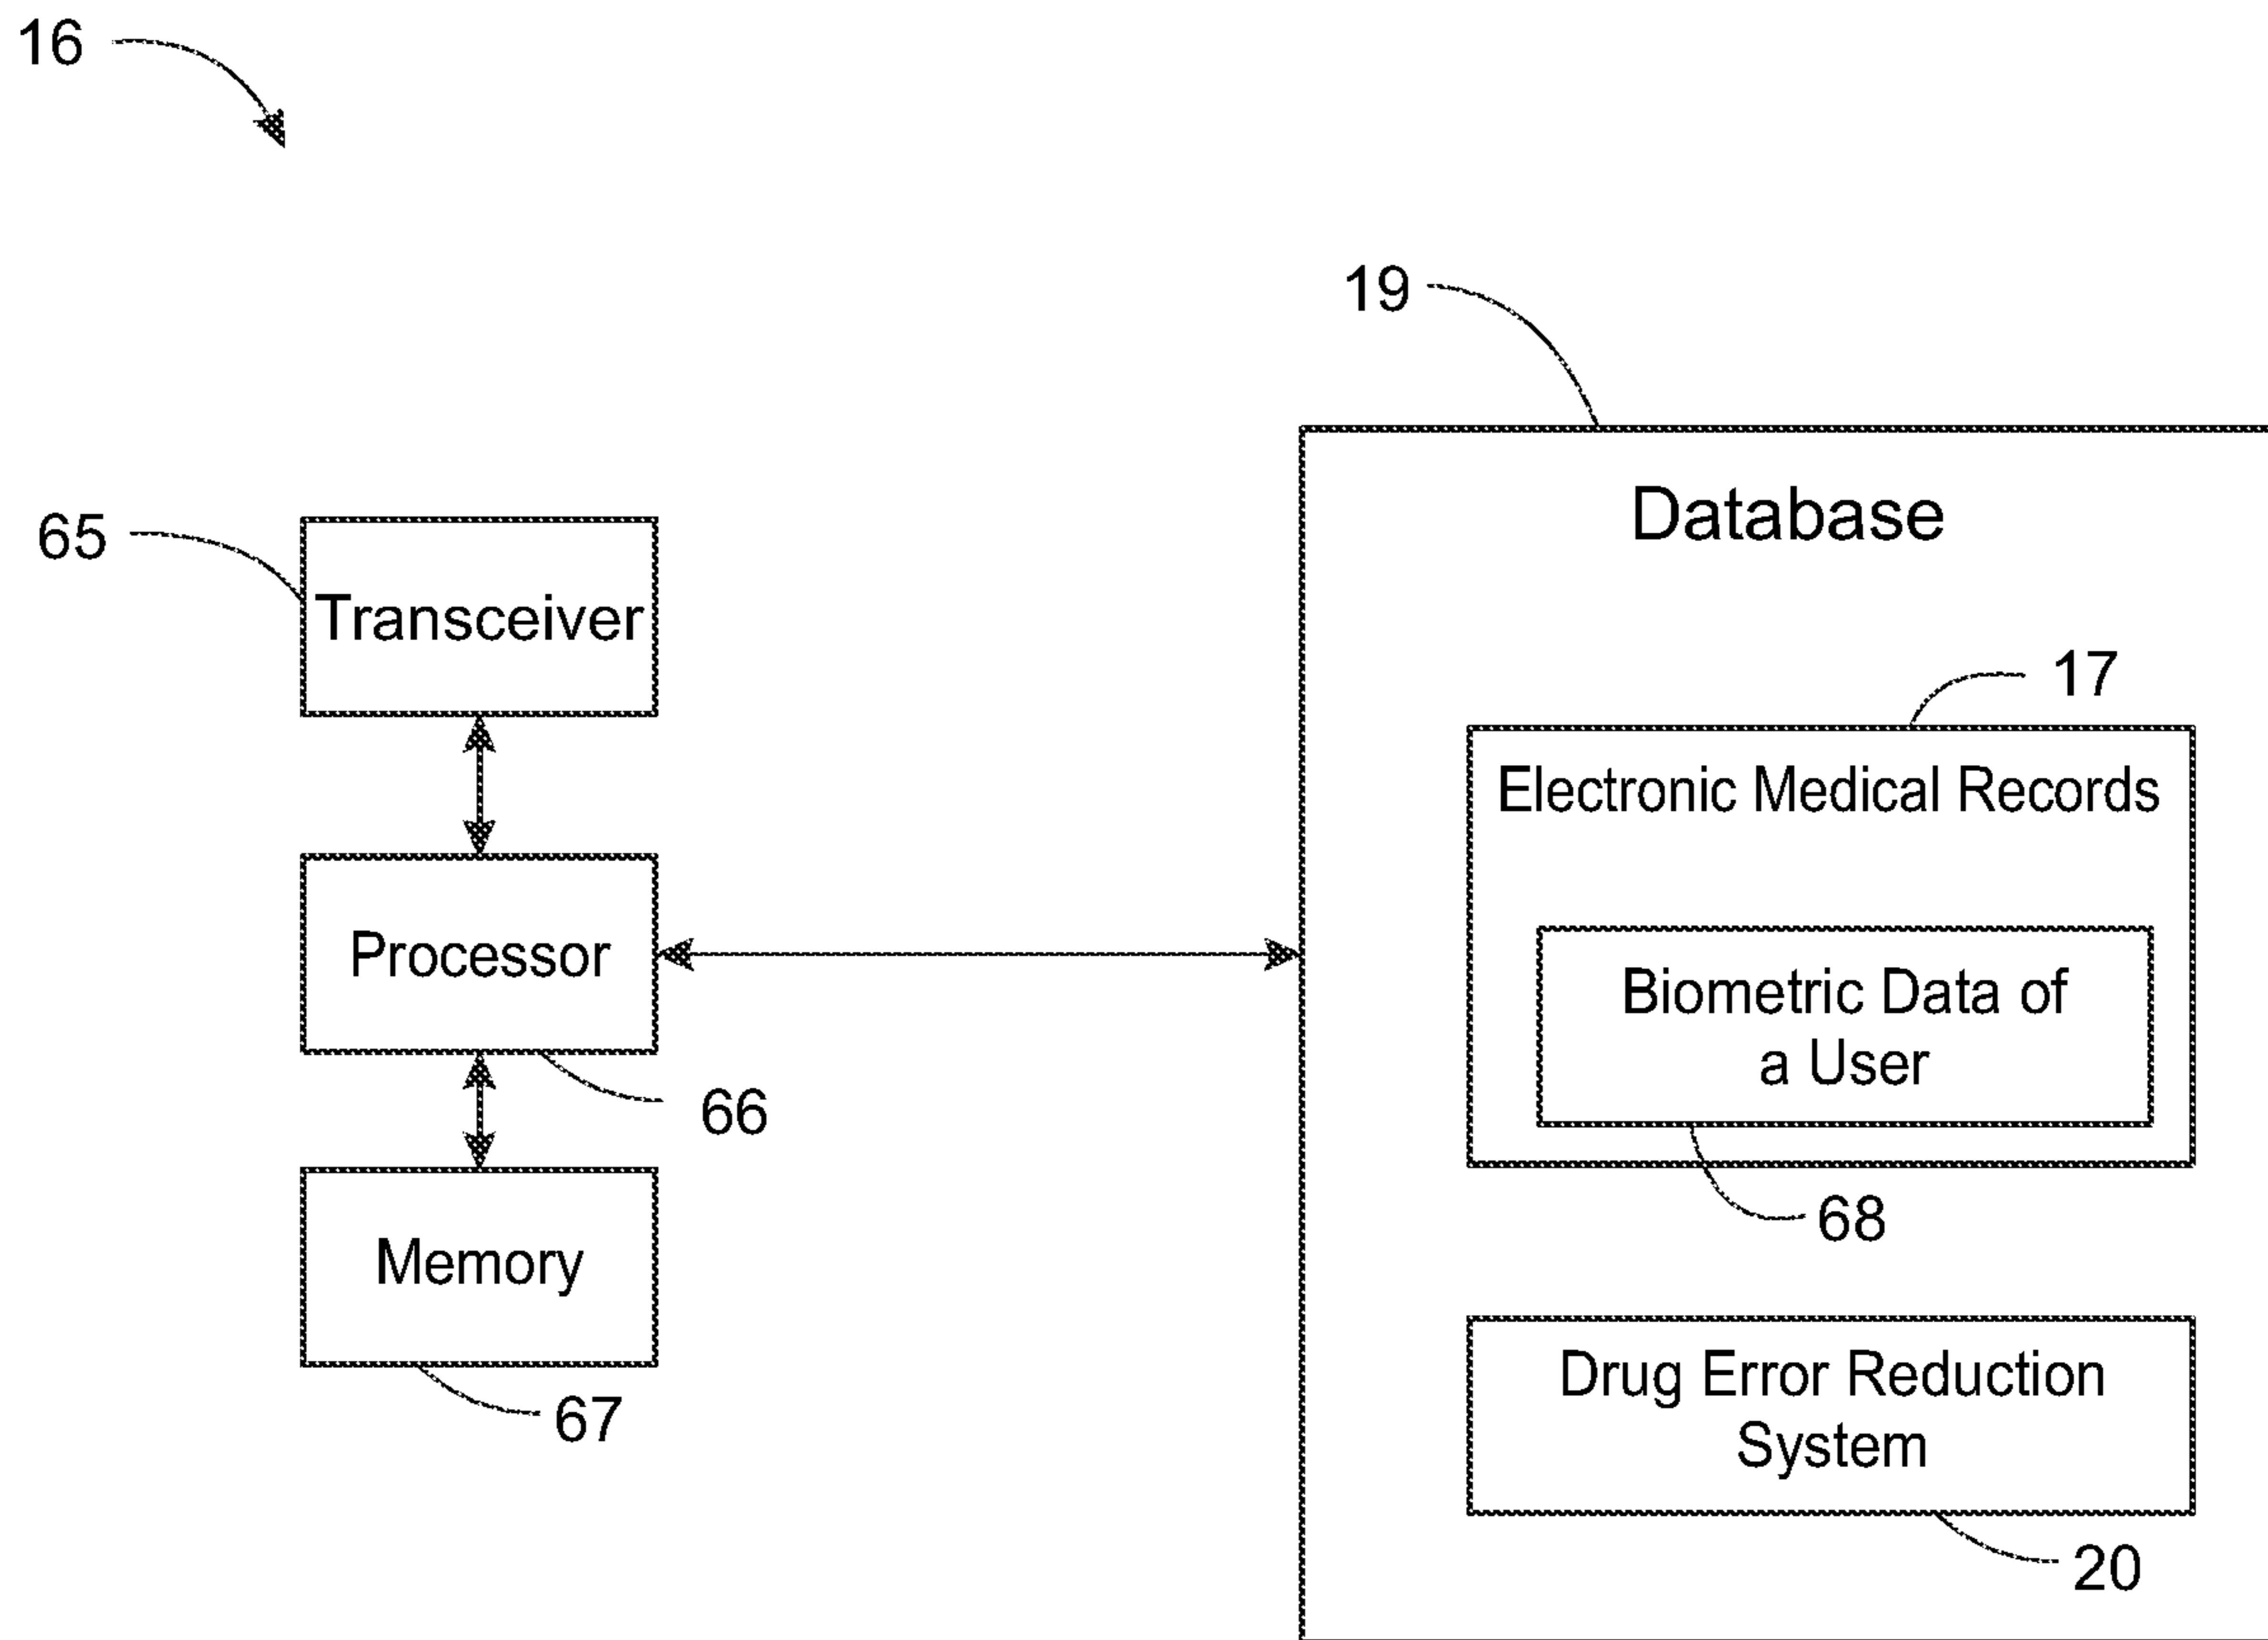 16
19
Database
65
Transceiver
17
Electronic Medical Records
Processor
Biometric Data of
a User
66
68
Memory
67
Drug Error Reduction
System
20